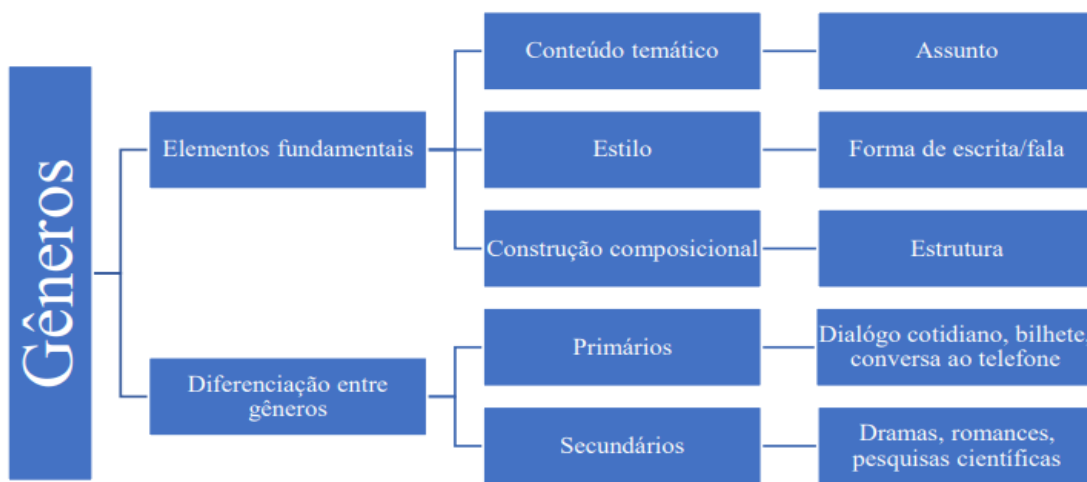 Gêneros
Elementos fundamentais
Conteúdo temático
Assunto
Estilo
Forma de escrita/fala
Construção composicional
Estrutura
Diferenciação entre
gêneros
Primários
Dialógo cotidiano, bilhete,
conversa ao telefone
Secundários
Dramas, romances,
pesquisas científicas